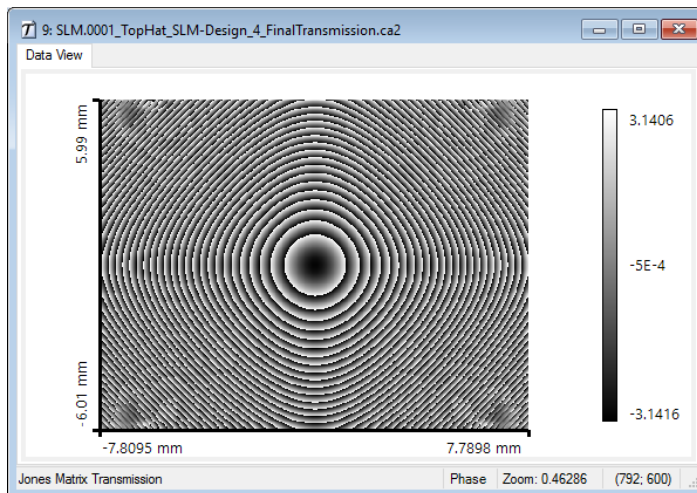 9: SLM.0001_TopHat_SLM-Design_4_FinalTransmission.ca2
Data View
5.99 mm
-6.01 mm
-7.8095 mm
7.7898 mm
3.1406
-5E-4
-3.1416
Jones Matrix Transmission
Phase
Zoom: 0.46286
(792; 600)